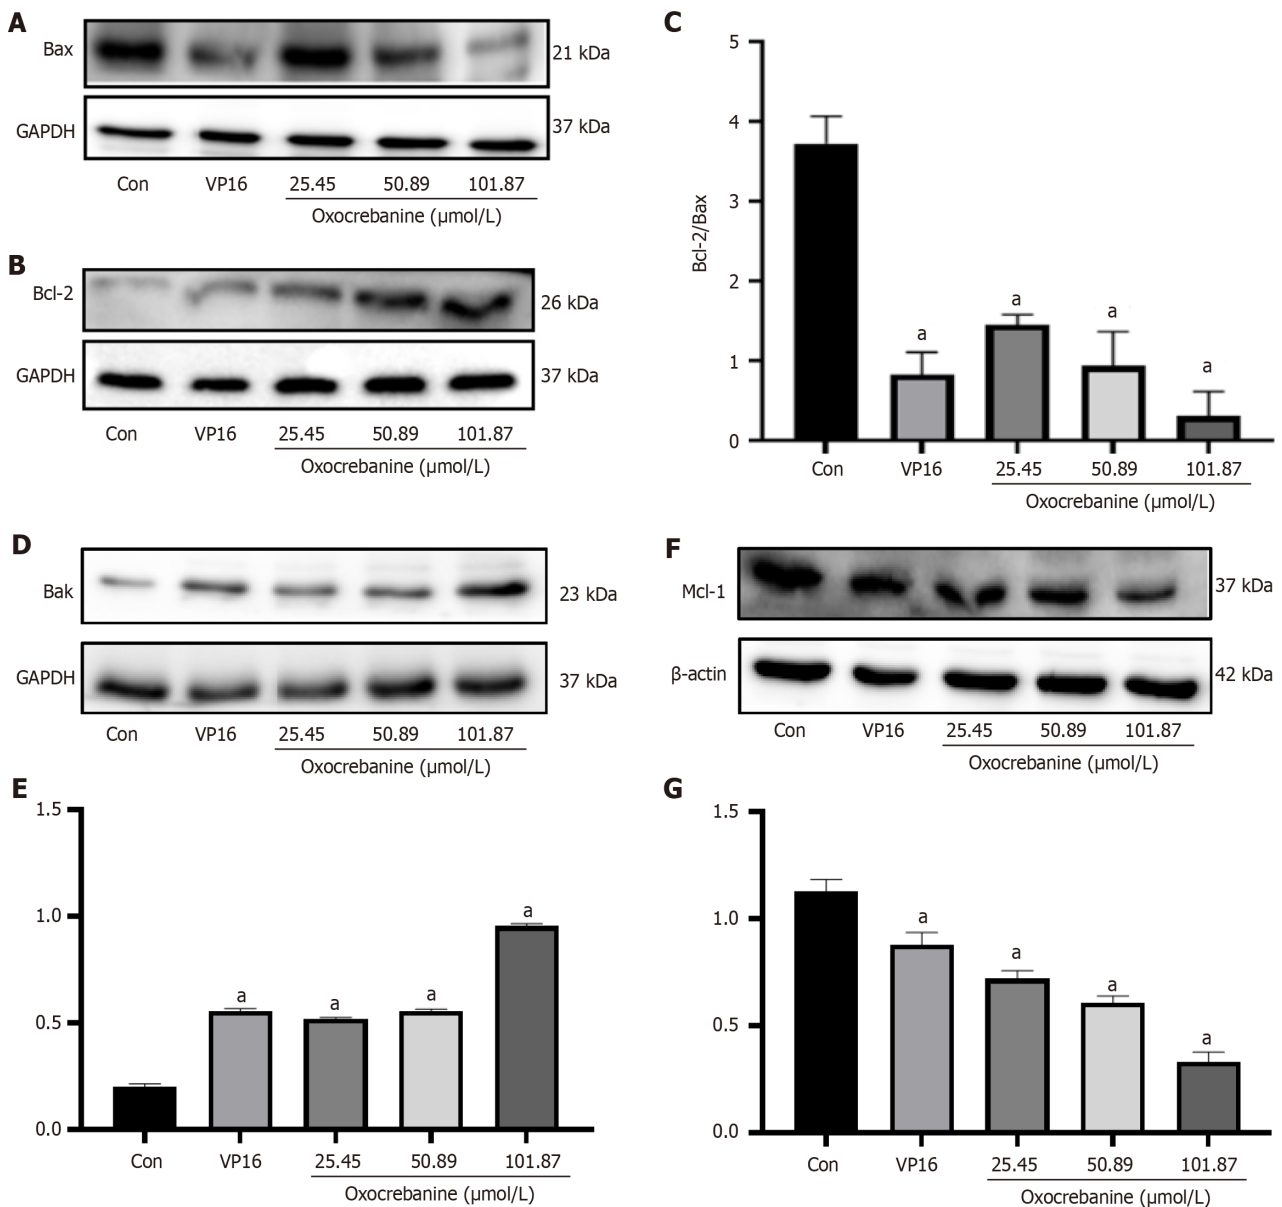 A
Bax
21 kDa
GAPDH
37 kDa
Con VP16 25.45 50.89 101.87
Oxocrebanine (µmol/L)
B
Bcl-2
26 kDa
GAPDH
37 kDa
Con VP16 25.45 50.89 101.87
Oxocrebanine (µmol/L)
C
5
4
3
2
1
0
Bcl-2/Bax
a
a
a
a
Con VP16 25.45 50.89 101.87
Oxocrebanine (µmol/L)
D
Bak
23 kDa
GAPDH
37 kDa
Con VP16 25.45 50.89 101.87
Oxocrebanine (µmol/L)
F
Mcl-1
37 kDa
β-actin
42 kDa
Con VP16 25.45 50.89 101.87
Oxocrebanine (µmol/L)
E
1.5
1.0
0.5
0.0
a
a
a
a
Con VP16 25.45 50.89 101.87
Oxocrebanine (µmol/L)
G
1.5
1.0
0.5
0.0
a
a
a
a
Con VP16 25.45 50.89 101.87
Oxocrebanine (µmol/L)